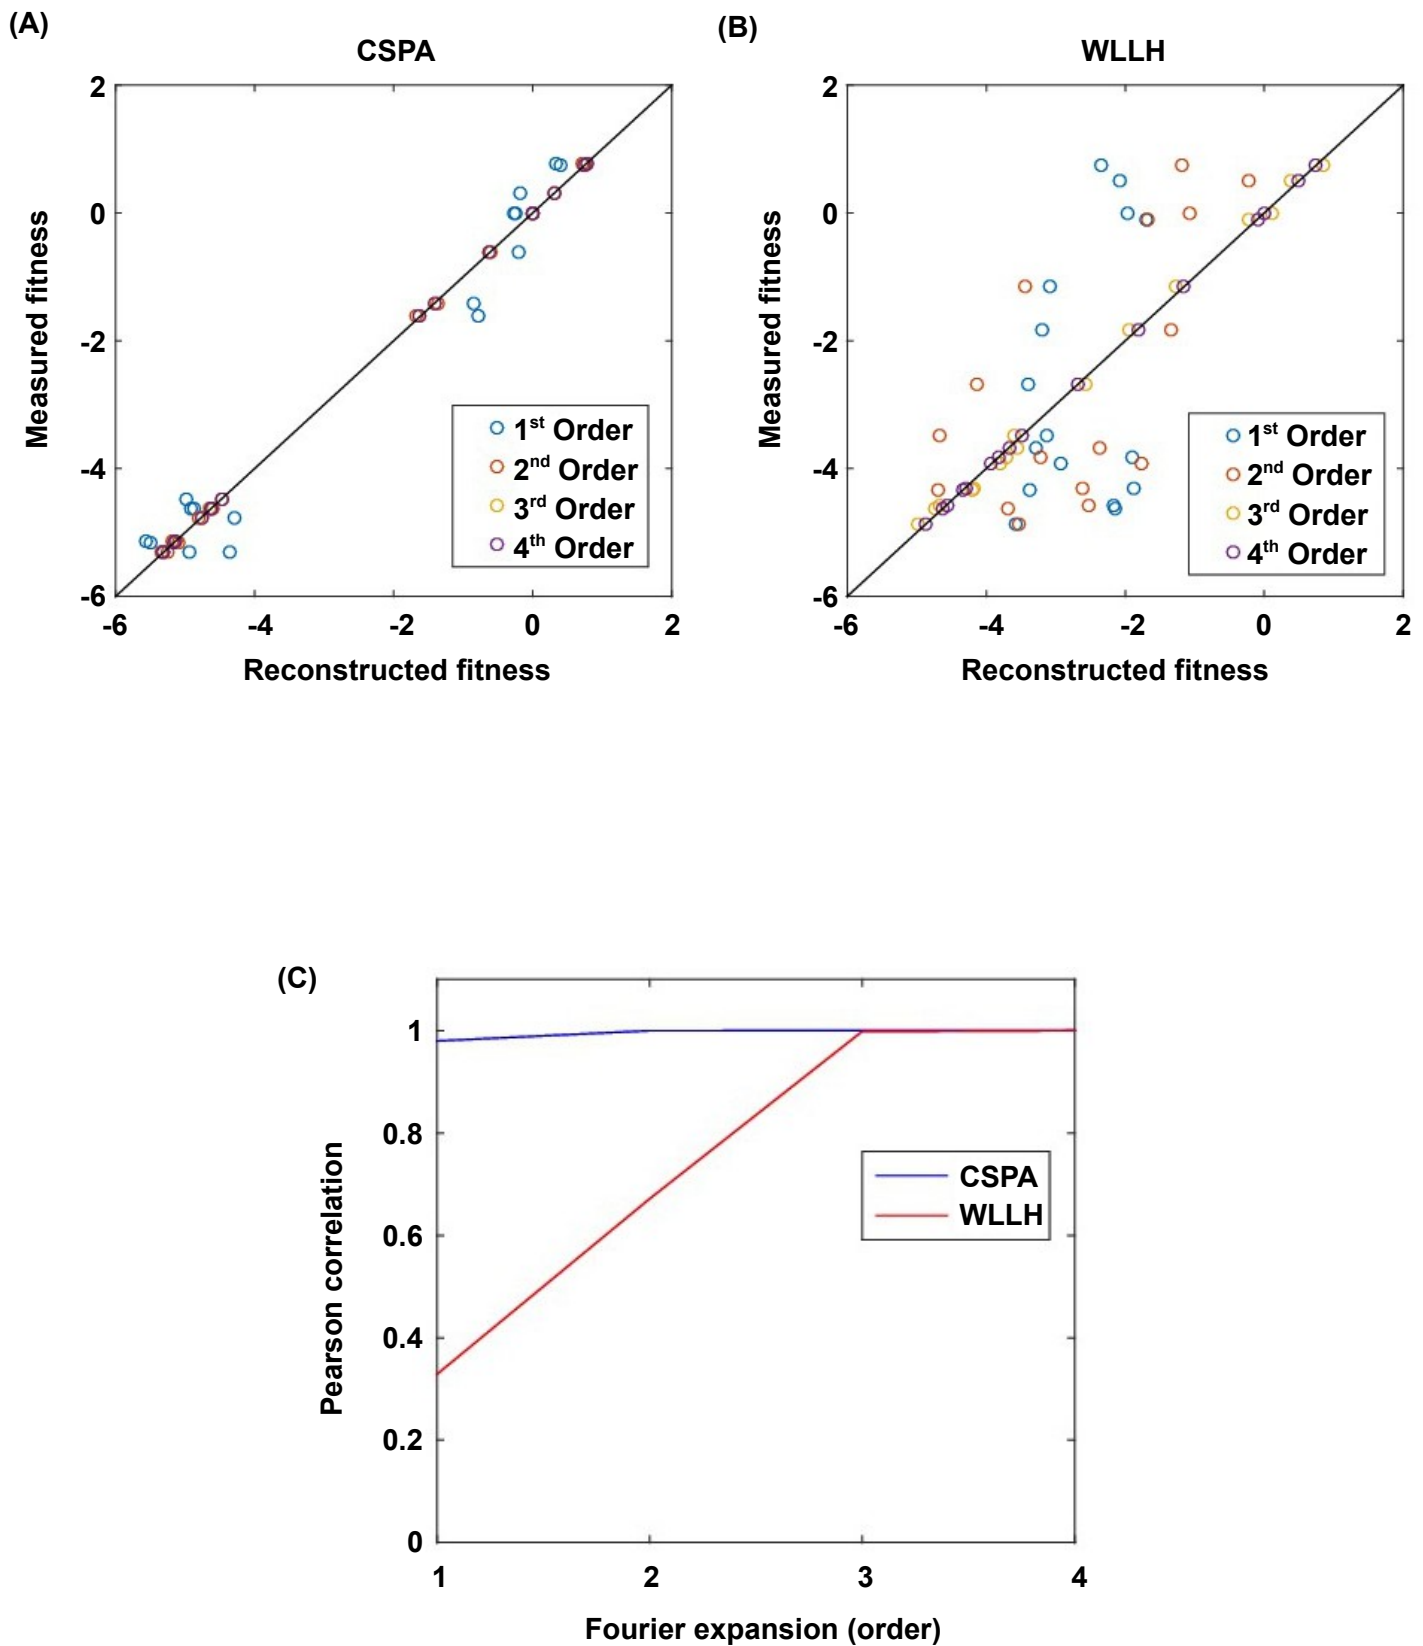 (A)
CSPA
2
0
-2
-4
-6
-6 -4 -2 0 2
Measured fitness
Reconstructed fitness
1st Order
2nd Order
3rd Order
4th Order
(B)
WLLH
2
0
-2
-4
-6
-6 -4 -2 0 2
Measured fitness
Reconstructed fitness
1st Order
2nd Order
3rd Order
4th Order
(C)
1
0.8
0.6
0.4
0.2
0
1 2 3 4
Pearson correlation
Fourier expansion (order)
CSPA
WLLH